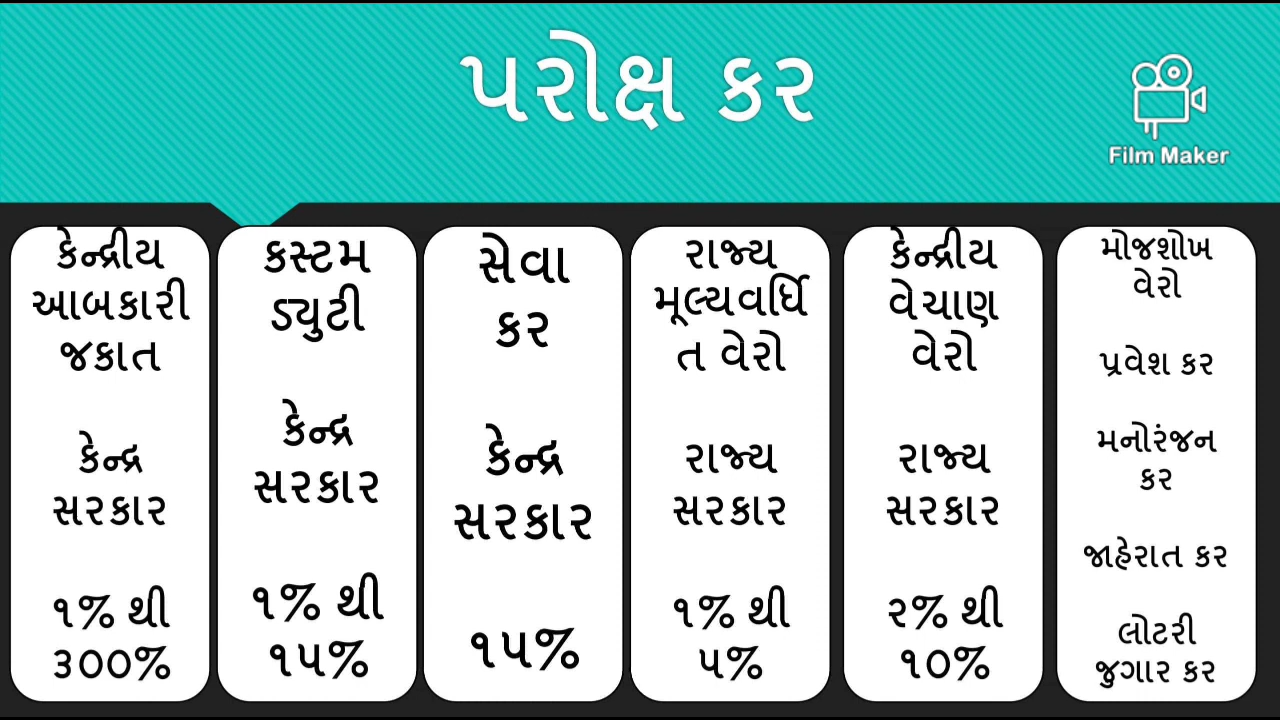 પરોક્ષ કર
Film Maker
કેન્દ્રીય
આબકારી
જકાત
કેન્દ્ર
સરકાર
૧% થી
૩૦૦%
કસ્ટમ
ડ્યુટી
કેન્દ્ર
સરકાર
૧% થી
૧૫%
સેવા
કર
કેન્દ્ર
સરકાર
૧૫%
રાજ્ય
મૂલ્યવર્ધિ
ત વેરો
રાજ્ય
સરકાર
૧% થી
૫%
કેન્દ્રીય
વેચાણ
વેરો
રાજ્ય
સરકાર
૨% થી
૧૦%
મોજશોખ
વેરો
પ્રવેશ કર
મનોરંજન
કર
જાહેરાત કર
લોટરી
જુગાર કર